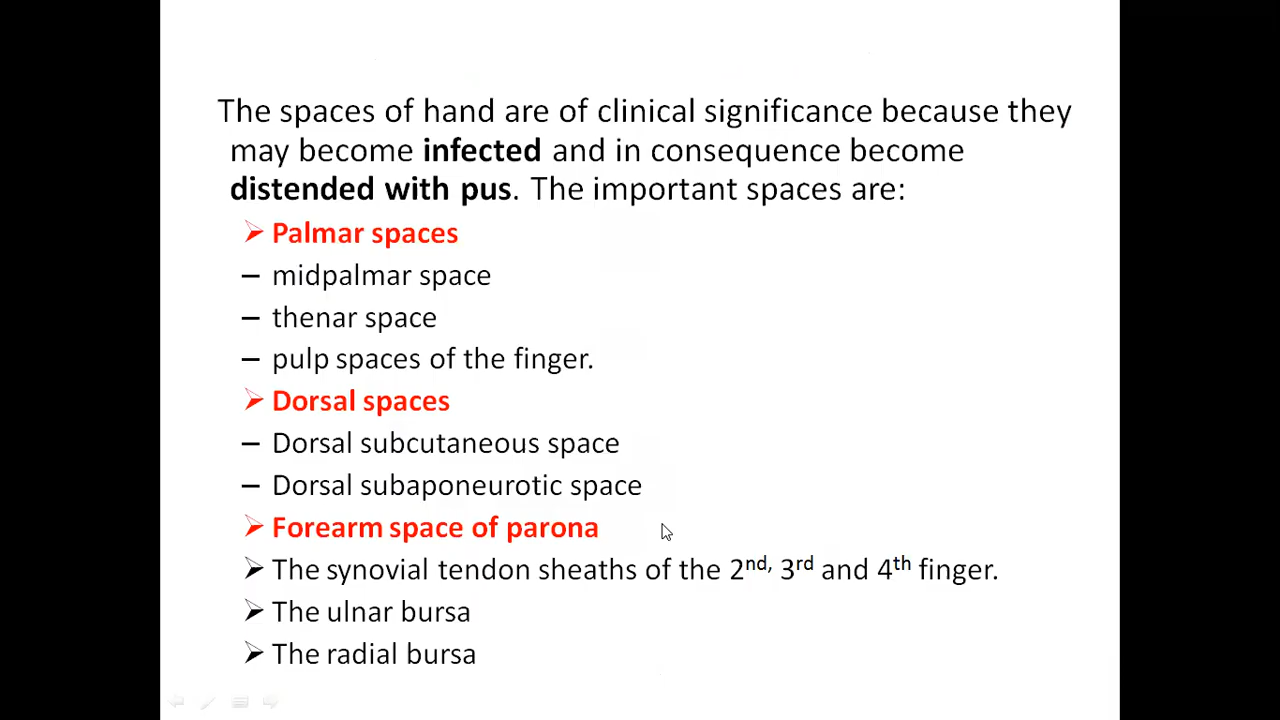 The spaces of hand are of clinical significance because they
may become infected and in consequence become
distended with pus. The important spaces are:
➢ Palmar spaces
– midpalmar space
– thenar space
– pulp spaces of the finger.
➢ Dorsal spaces
– Dorsal subcutaneous space
– Dorsal subaponeurotic space
➢ Forearm space of parona
➢ The synovial tendon sheaths of the 2nd, 3rd and 4th finger.
➢ The ulnar bursa
➢ The radial bursa